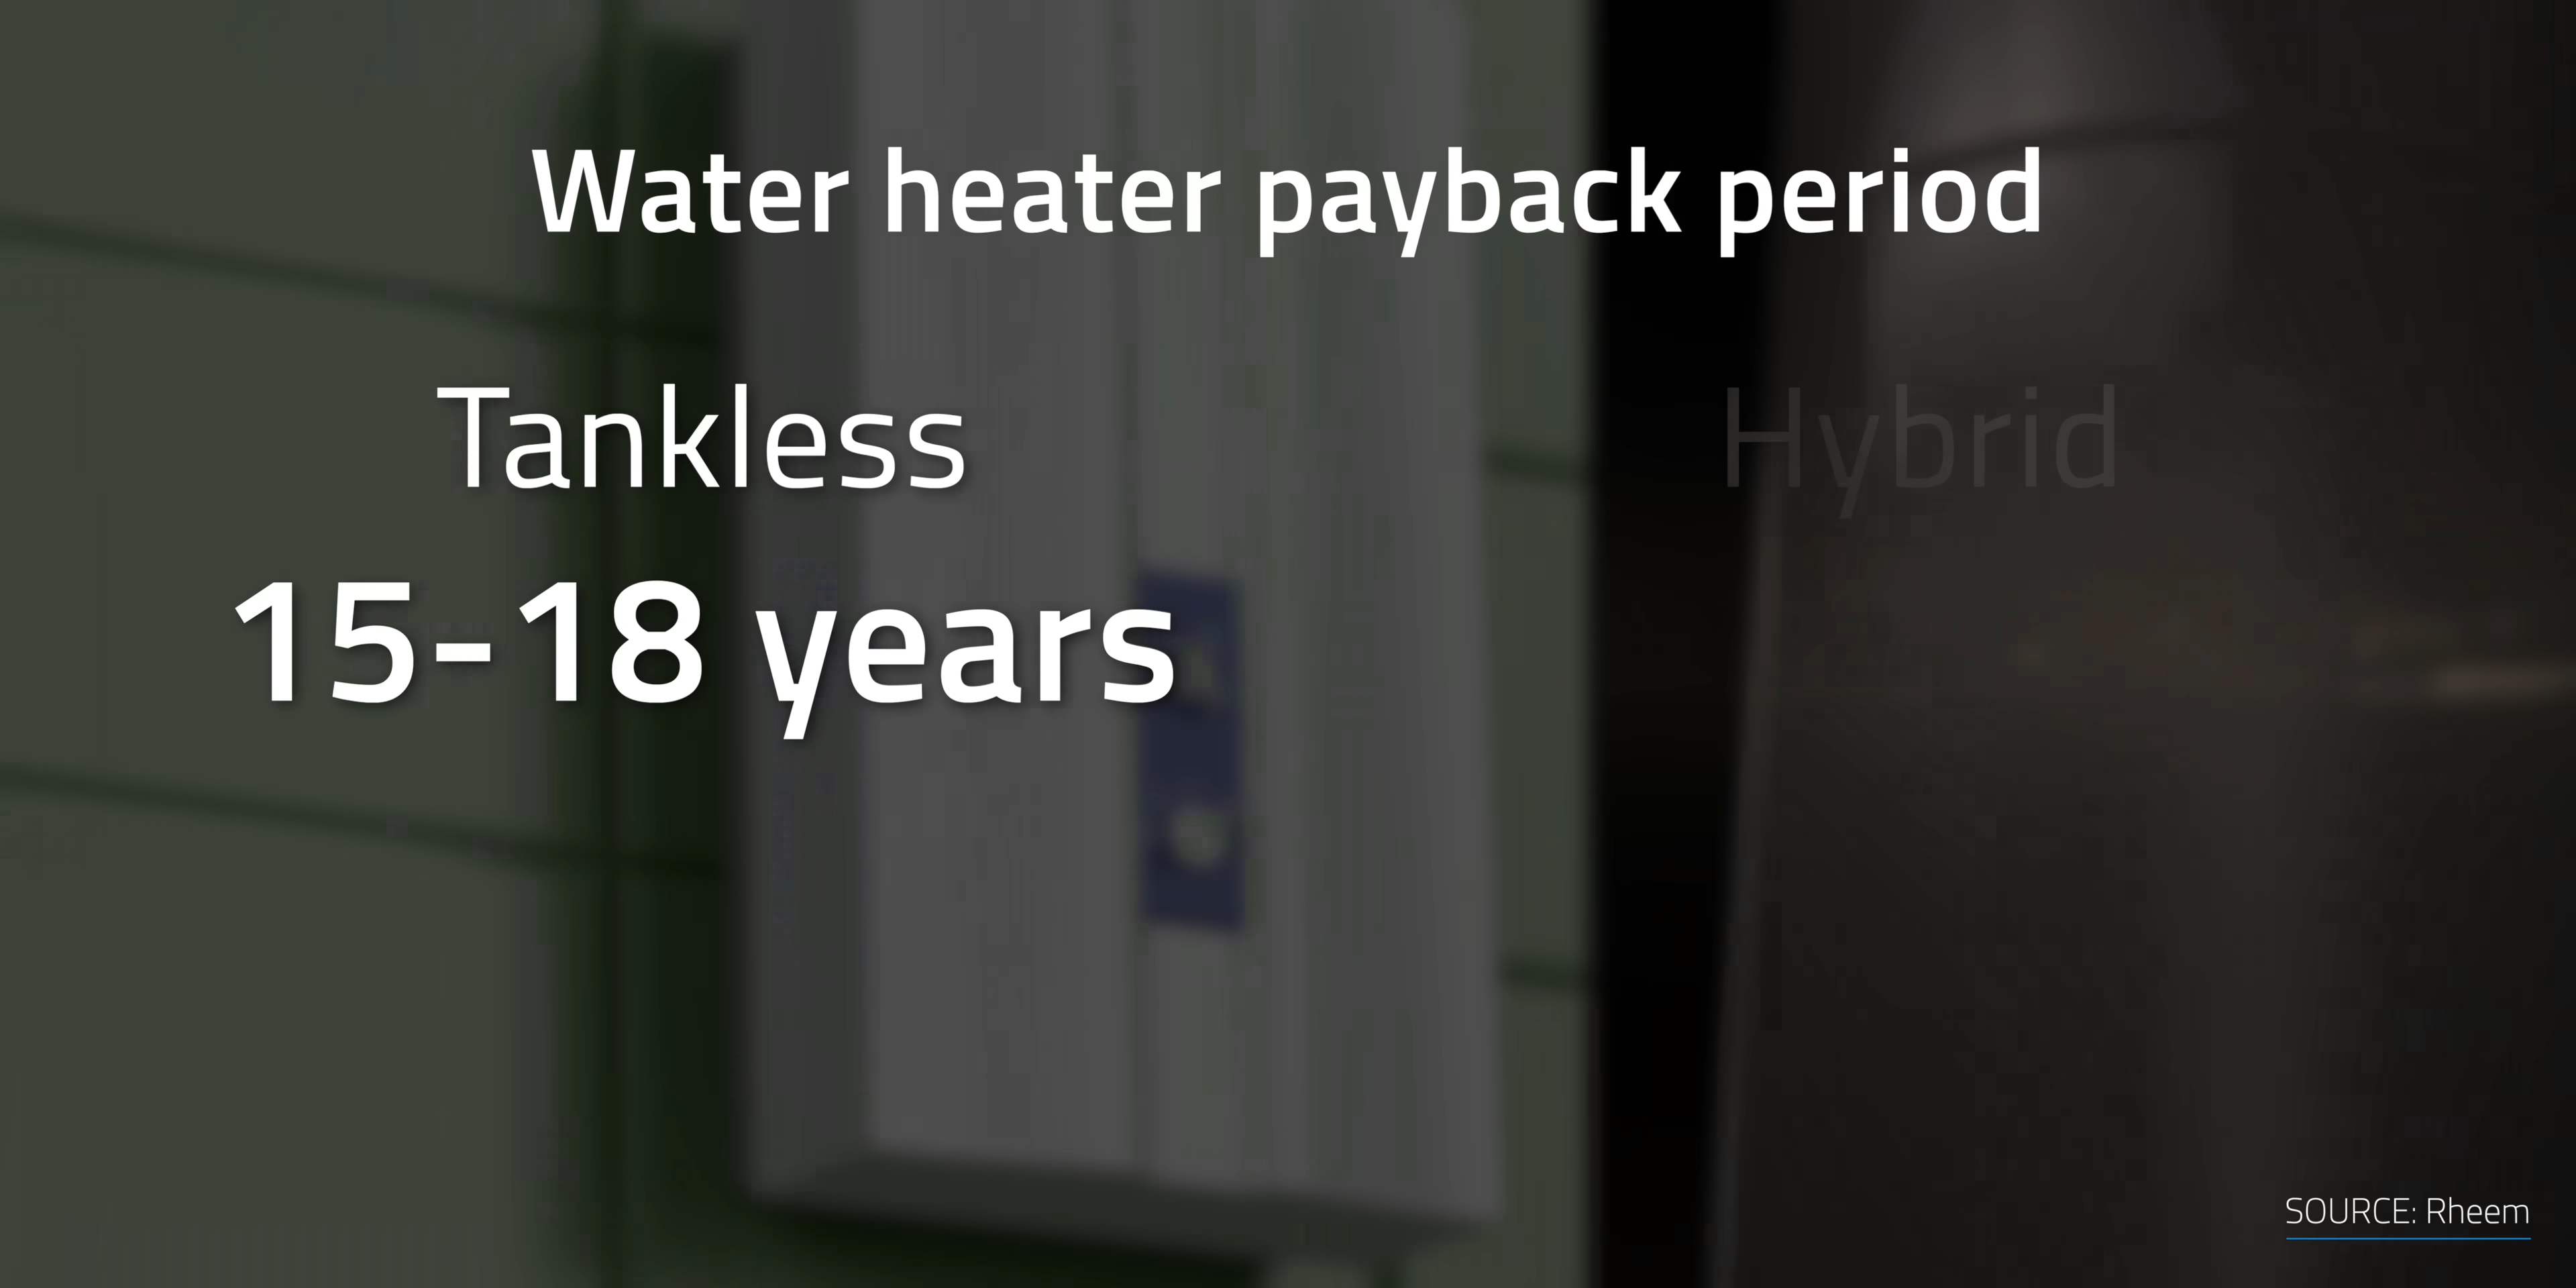 Water heater payback period
Tankless
Hybrid
15-18 years
SOURCE: Rheem